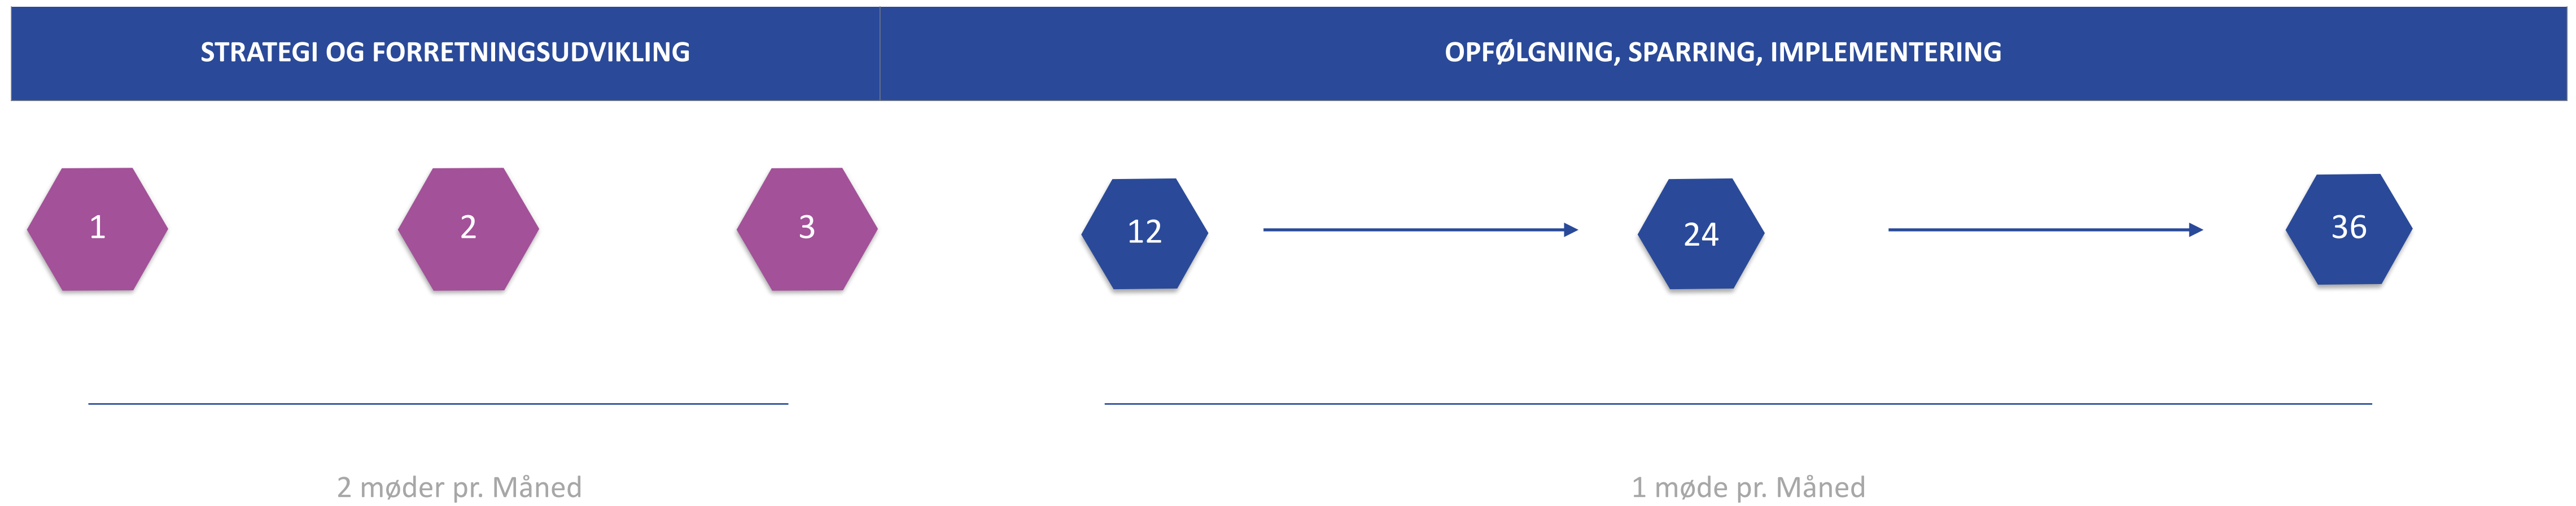 STRATEGI OG FORRETNINGSUDVIKLING
OPFØLGNING, SPARRING, IMPLEMENTERING
1
2
3
12
24
36
2 møder pr. Måned
1 møde pr. Måned